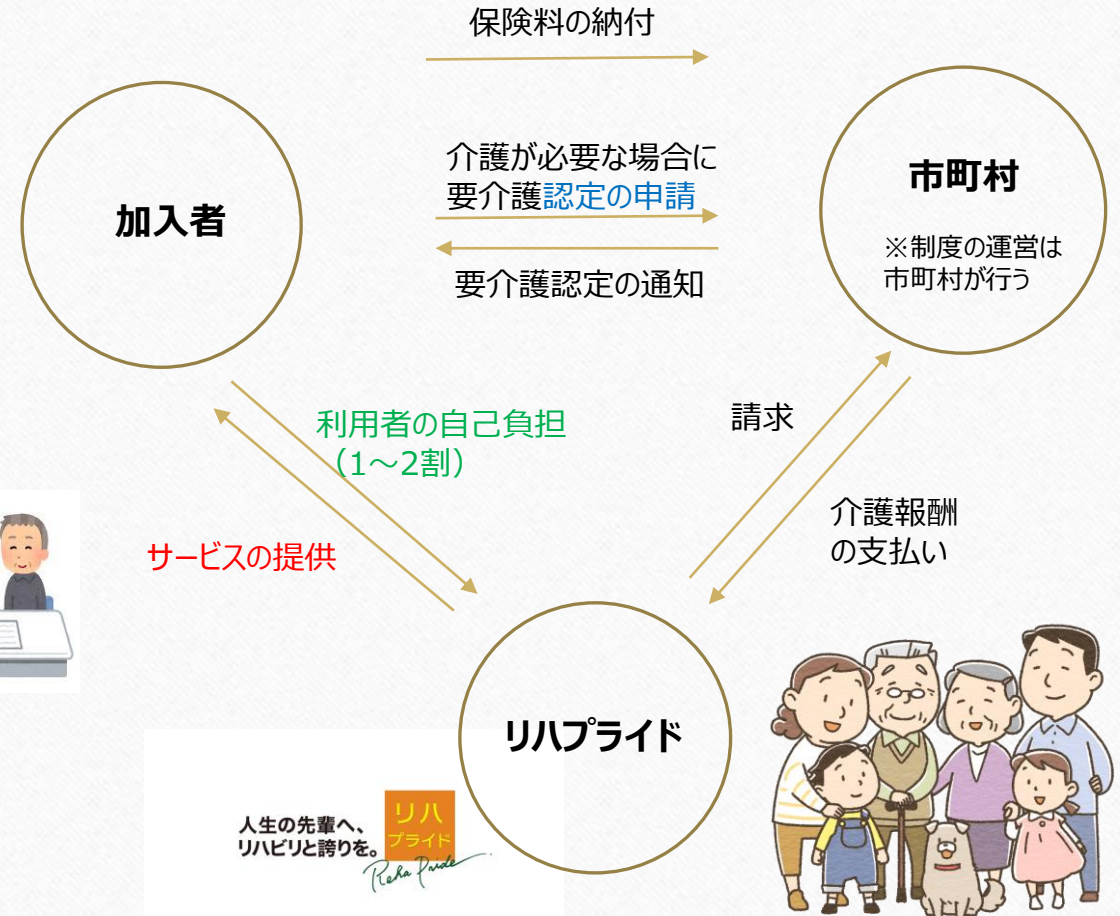 保険料の納付
加入者
介護が必要な場合に
要介護認定の申請
要介護認定の通知
市町村
※制度の運営は
市町村が行う
利用者の自己負担
（1～2割）
サービスの提供
請求
介護報酬
の支払い
リハプライド
人生の先輩へ、
リハビリと誇りを。
リハ
プライド
Reha Pride